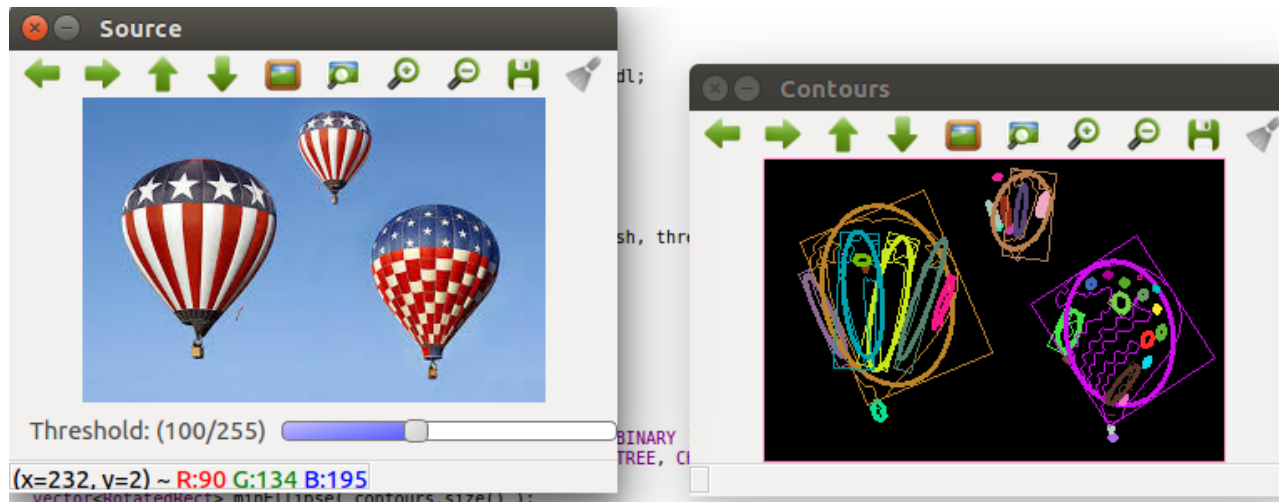 Source
dl;
Contours
sh, thre
Threshold: (100/255)
BINARY
TREE, CH
(x=232, y=2) ~ R:90 G:134 B:195
vector<RotatedRect> minEllipse( contours.size() );